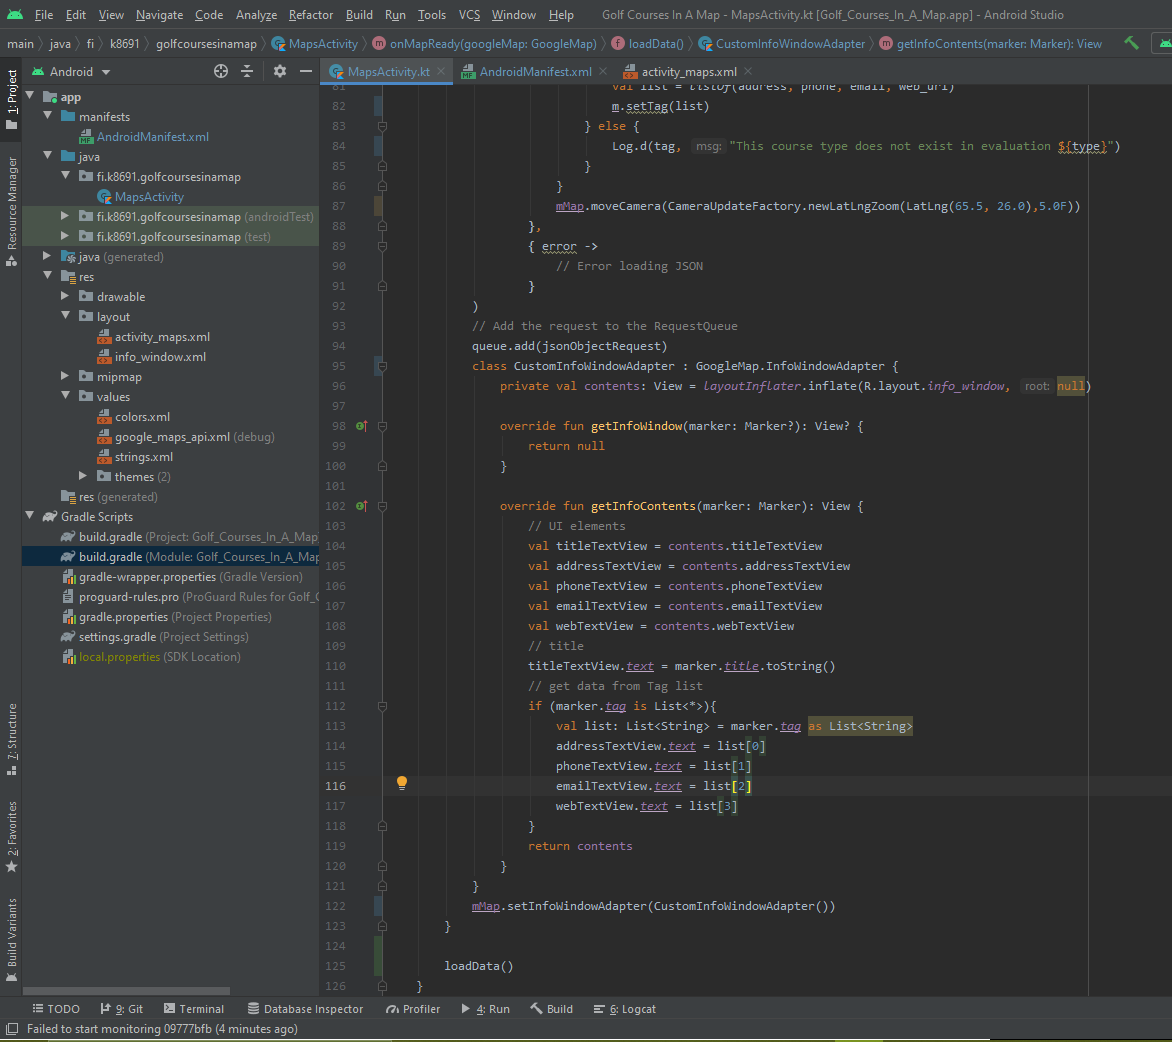 File Edit View Navigate Code Analyze Refactor Build Run Tools VCS Window Help Golf Courses In A Map - MapsActivity.kt [Golf_Courses_In_A_Map.app] - Android Studio
main java fi k8691 golfcoursesinamap MapsActivity onMapReady(googleMap: GoogleMap) loadData() CustomInfoWindowAdapter getInfoContents(marker: Marker): View
Android
MapsActivity.kt AndroidManifest.xml activity_maps.xml
1: Project
Resource Manager
7: Structure
2: Favorites
Build Variants
app
manifests
AndroidManifest.xml
java
fi.k8691.golfcoursesinamap
MapsActivity
fi.k8691.golfcoursesinamap (androidTest)
fi.k8691.golfcoursesinamap (test)
java (generated)
res
drawable
layout
activity_maps.xml
info_window.xml
mipmap
values
colors.xml
google_maps_api.xml (debug)
strings.xml
themes (2)
res (generated)
Gradle Scripts
build.gradle (Project: Golf_Courses_In_A_Map
build.gradle (Module: Golf_Courses_In_A_Map
gradle-wrapper.properties (Gradle Version)
proguard-rules.pro (ProGuard Rules for Golf_C
gradle.properties (Project Properties)
settings.gradle (Project Settings)
local.properties (SDK Location)
81 val list = listOf(address, phone, email, web_url)
82 m.setTag(list)
83 } else {
84 Log.d(tag, msg: "This course type does not exist in evaluation ${type}")
85 }
86 }
87 mMap.moveCamera(CameraUpdateFactory.newLatLngZoom(LatLng(65.5, 26.0),5.0F))
88 },
89 { error ->
90 // Error loading JSON
91 }
92 )
93 // Add the request to the RequestQueue
94 queue.add(jsonObjectRequest)
95 class CustomInfoWindowAdapter : GoogleMap.InfoWindowAdapter {
96 private val contents: View = layoutInflater.inflate(R.layout.info_window, root: null)
97
98 override fun getInfoWindow(marker: Marker?): View? {
99 return null
100 }
101
102 override fun getInfoContents(marker: Marker): View {
103 // UI elements
104 val titleTextView = contents.titleTextView
105 val addressTextView = contents.addressTextView
106 val phoneTextView = contents.phoneTextView
107 val emailTextView = contents.emailTextView
108 val webTextView = contents.webTextView
109 // title
110 titleTextView.text = marker.title.toString()
111 // get data from Tag list
112 if (marker.tag is List<*>){
113 val list: List<String> = marker.tag as List<String>
114 addressTextView.text = list[0]
115 phoneTextView.text = list[1]
116 emailTextView.text = list[2]
117 webTextView.text = list[3]
118 }
119 return contents
120 }
121 }
122 mMap.setInfoWindowAdapter(CustomInfoWindowAdapter())
123 }
124
125 loadData()
126 }
TODO 9: Git Terminal Database Inspector Profiler 4: Run Build 6: Logcat
Failed to start monitoring 09777bfb (4 minutes ago)